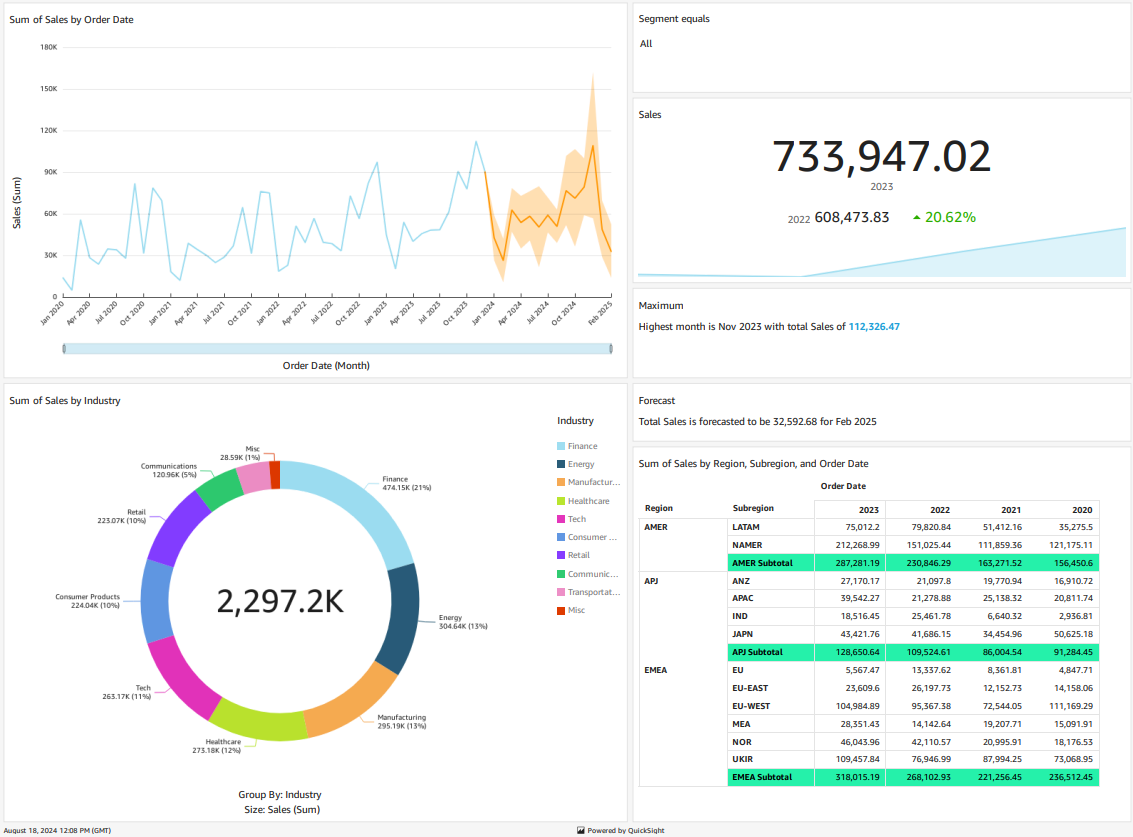 Sum of Sales by Order Date
180K
150K
120K
90K
60K
30K
0
Sales (Sum)
Jan 2020
Apr 2020
Jul 2020
Oct 2020
Jan 2021
Apr 2021
Jul 2021
Oct 2021
Jan 2022
Apr 2022
Jul 2022
Oct 2022
Jan 2023
Apr 2023
Jul 2023
Oct 2023
Jan 2024
Apr 2024
Jul 2024
Oct 2024
Feb 2025
Order Date (Month)
Segment equals
All
Sales
733,947.02
2023
2022 608,473.83 20.62%
Maximum
Highest month is Nov 2023 with total Sales of 112,326.47
Forecast
Total Sales is forecasted to be 32,592.68 for Feb 2025
Sum of Sales by Industry
Misc
28.59K (1%)
Communications
120.96K (5%)
Retail
223.07K (10%)
Consumer Products
224.04K (10%)
Tech
263.17K (11%)
Healthcare
273.18K (12%)
Manufacturing
295.19K (13%)
Energy
304.64K (13%)
Finance
474.15K (21%)
2,297.2K
Industry
Finance
Energy
Manufactur...
Healthcare
Tech
Consumer ...
Retail
Communic...
Transportat...
Misc
Group By: Industry
Size: Sales (Sum)
Sum of Sales by Region, Subregion, and Order Date
Order Date
Region Subregion 2023 2022 2021 2020
AMER LATAM 75,012.2 79,820.84 51,412.16 35,275.5
NAMER 212,268.99 151,025.44 111,859.36 121,175.11
AMER Subtotal 287,281.19 230,846.29 163,271.52 156,450.6
APJ ANZ 27,170.17 21,097.8 19,770.94 16,910.72
APAC 39,542.27 21,278.88 25,138.32 20,811.74
IND 18,516.45 25,461.78 6,640.32 2,936.81
JAPN 43,421.76 41,686.15 34,454.96 50,625.18
APJ Subtotal 128,650.64 109,524.61 86,004.54 91,284.45
EMEA EU 5,567.47 13,337.62 8,361.81 4,847.71
EU-EAST 23,609.6 26,197.73 12,152.73 14,158.06
EU-WEST 104,984.89 95,367.38 72,544.05 111,169.29
MEA 28,351.43 14,142.64 19,207.71 15,091.91
NOR 46,043.96 42,110.57 20,995.91 18,176.53
UKIR 109,457.84 76,946.99 87,994.25 73,068.95
EMEA Subtotal 318,015.19 268,102.93 221,256.45 236,512.45
August 18, 2024 12:08 PM (GMT)
Powered by QuickSight